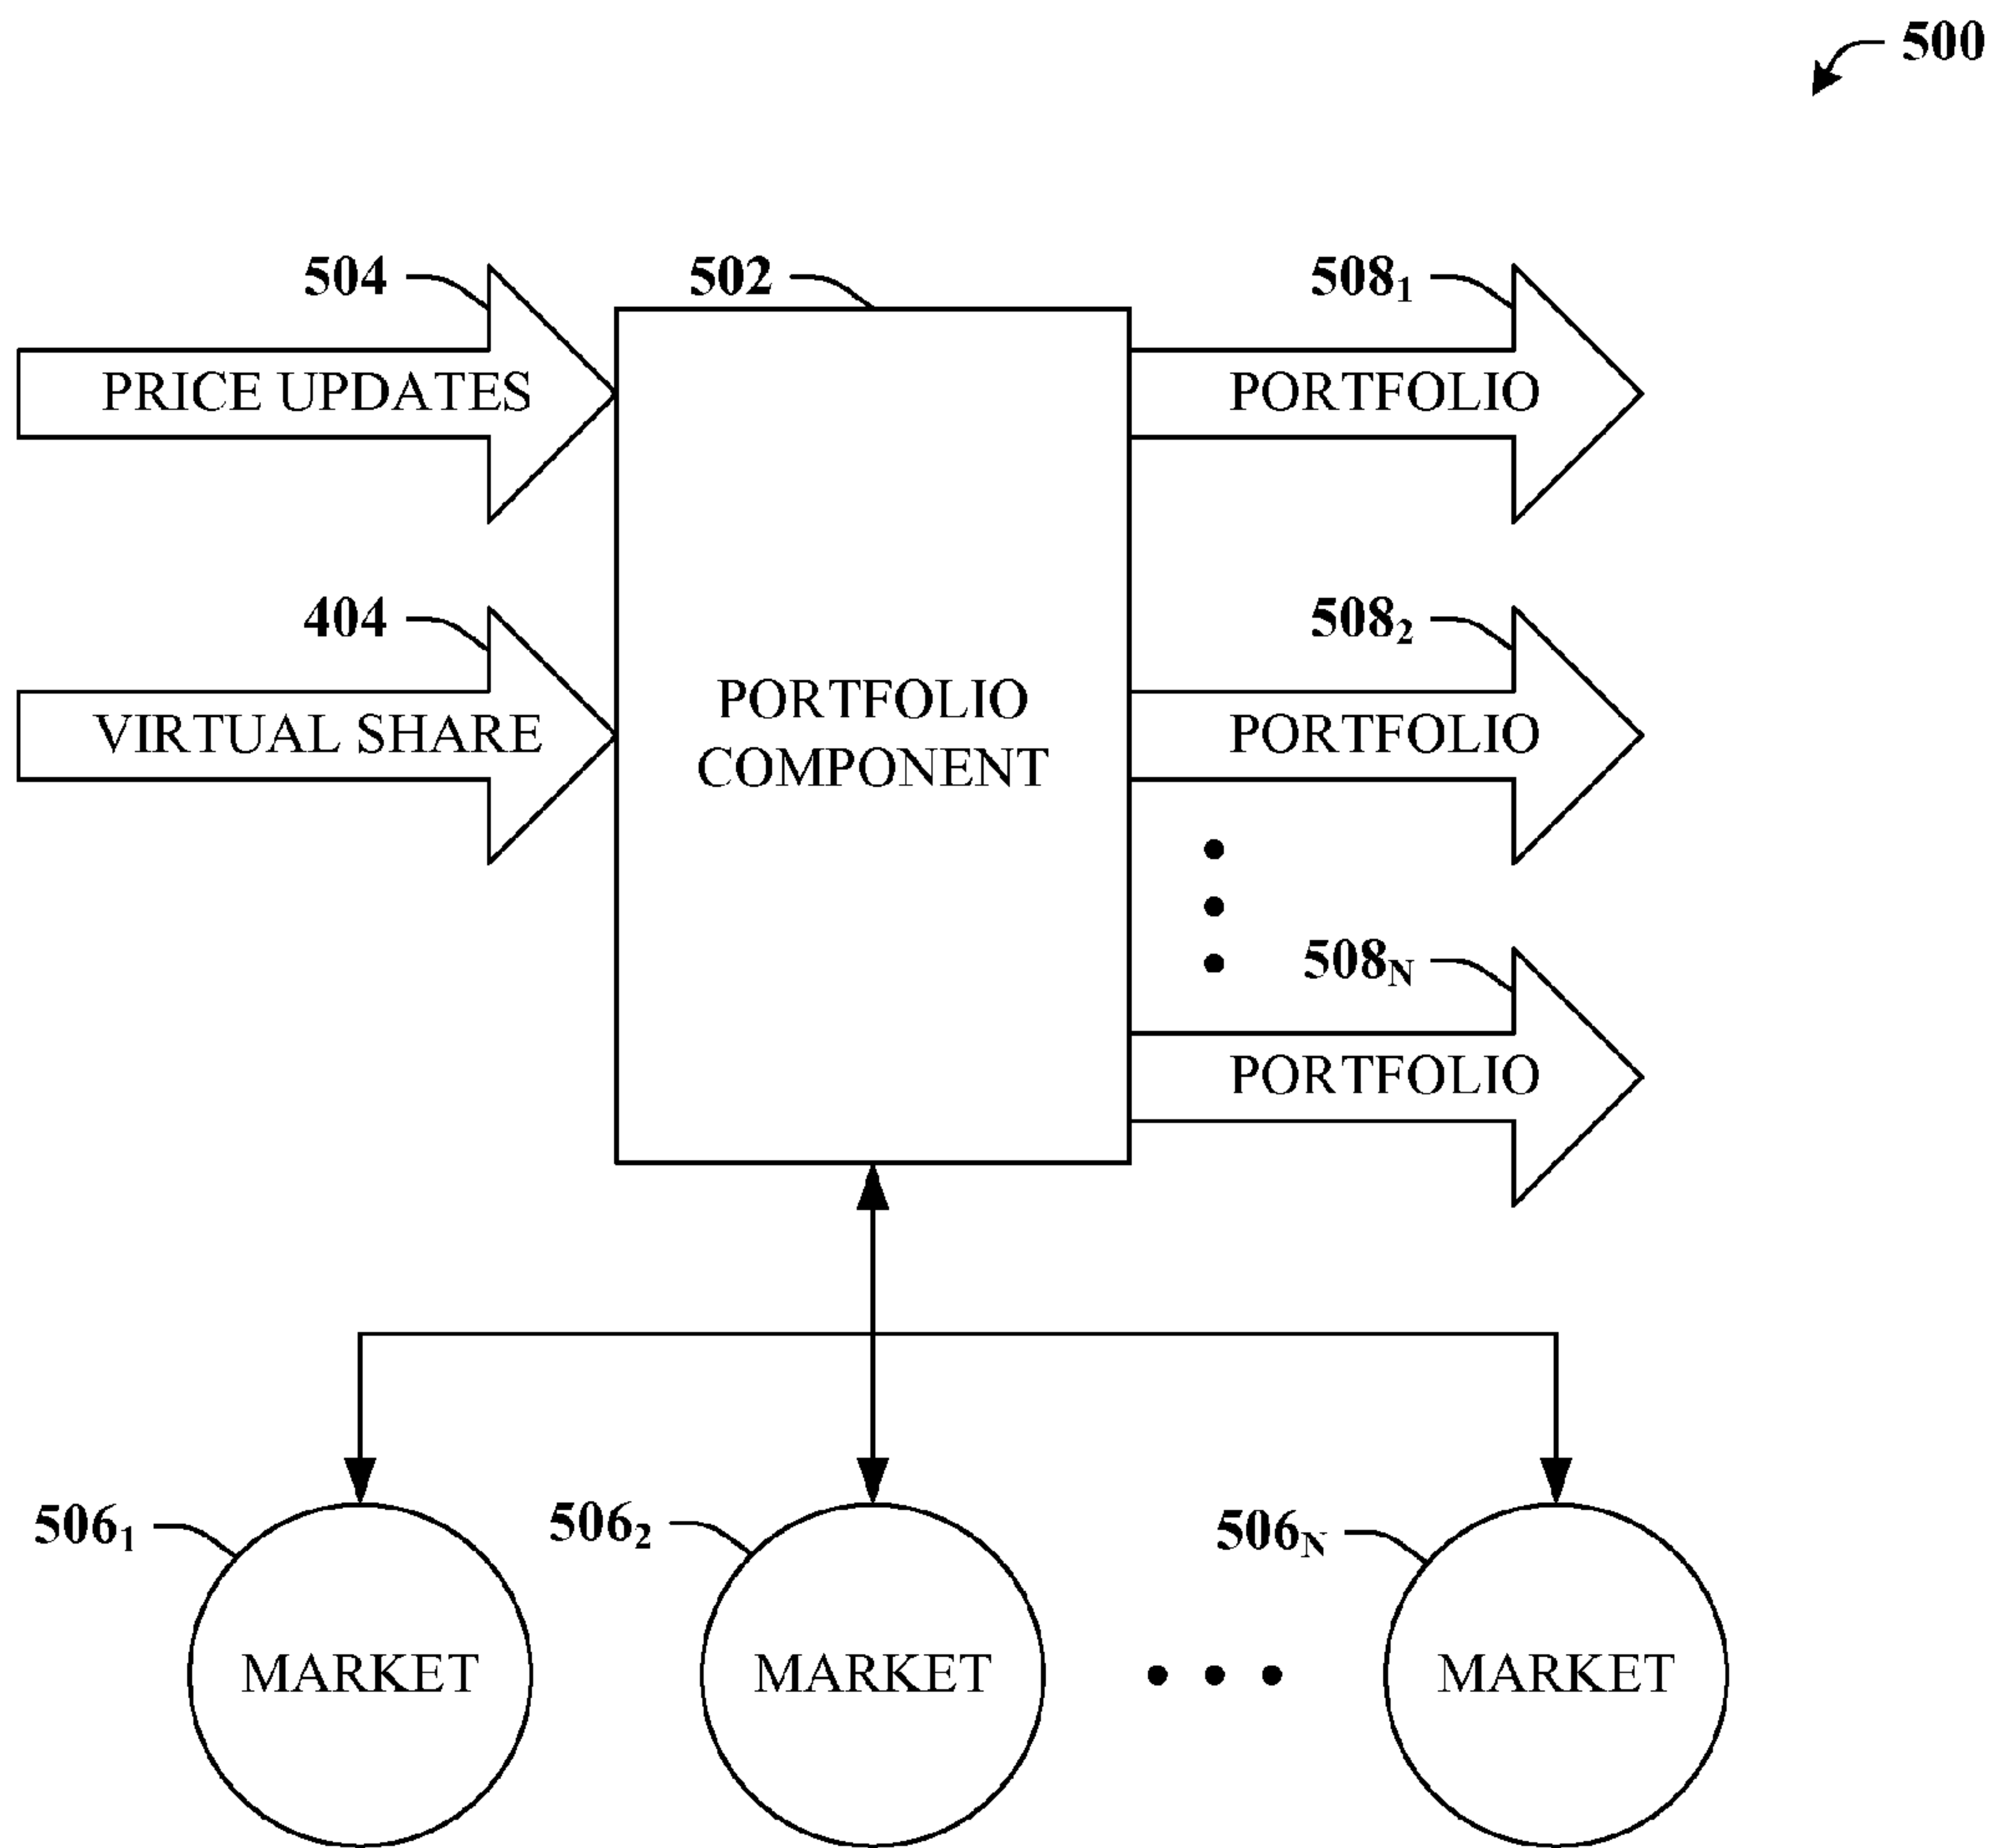 500
504
502
508₁
PRICE UPDATES
PORTFOLIO
404
508₂
VIRTUAL SHARE
PORTFOLIO
COMPONENT
PORTFOLIO
508N
PORTFOLIO
506₁
506₂
506N
MARKET
MARKET
MARKET